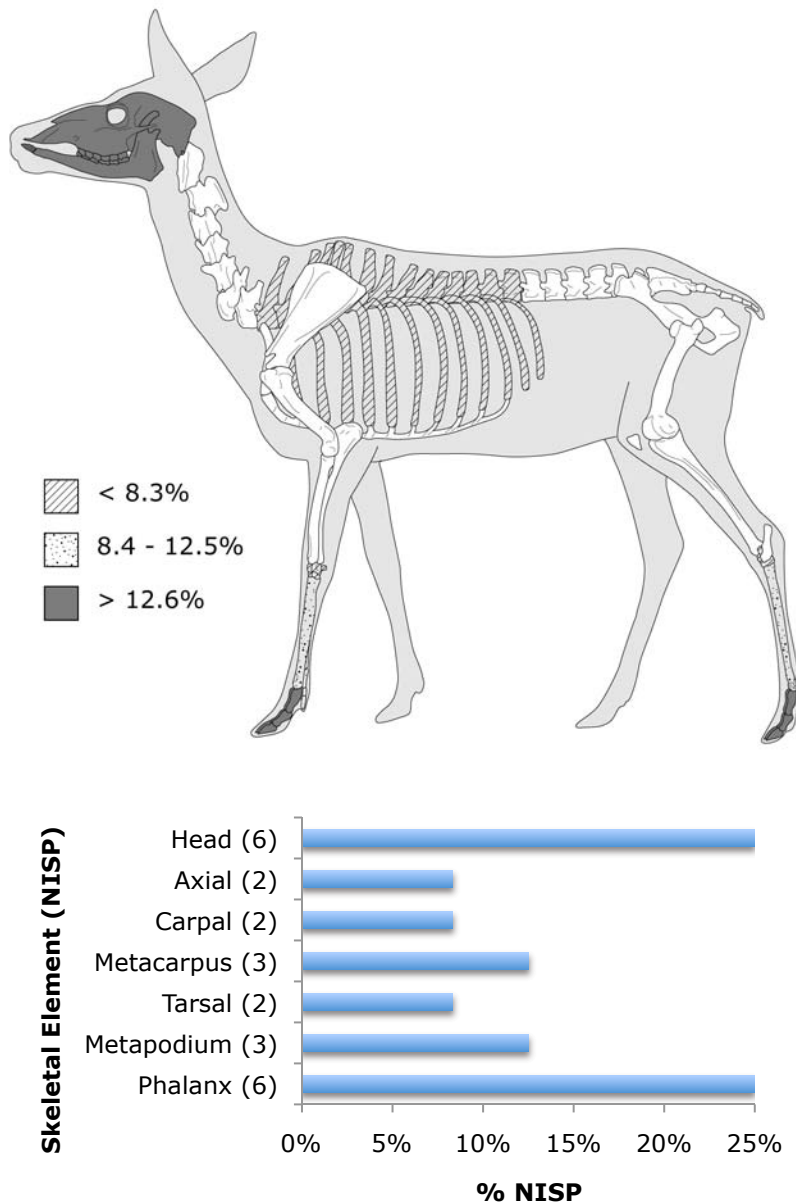 < 8.3%
8.4 - 12.5%
> 12.6%
Skeletal Element (NISP)
Head (6)
Axial (2)
Carpal (2)
Metacarpus (3)
Tarsal (2)
Metapodium (3)
Phalanx (6)
0% 5% 10% 15% 20% 25%
% NISP